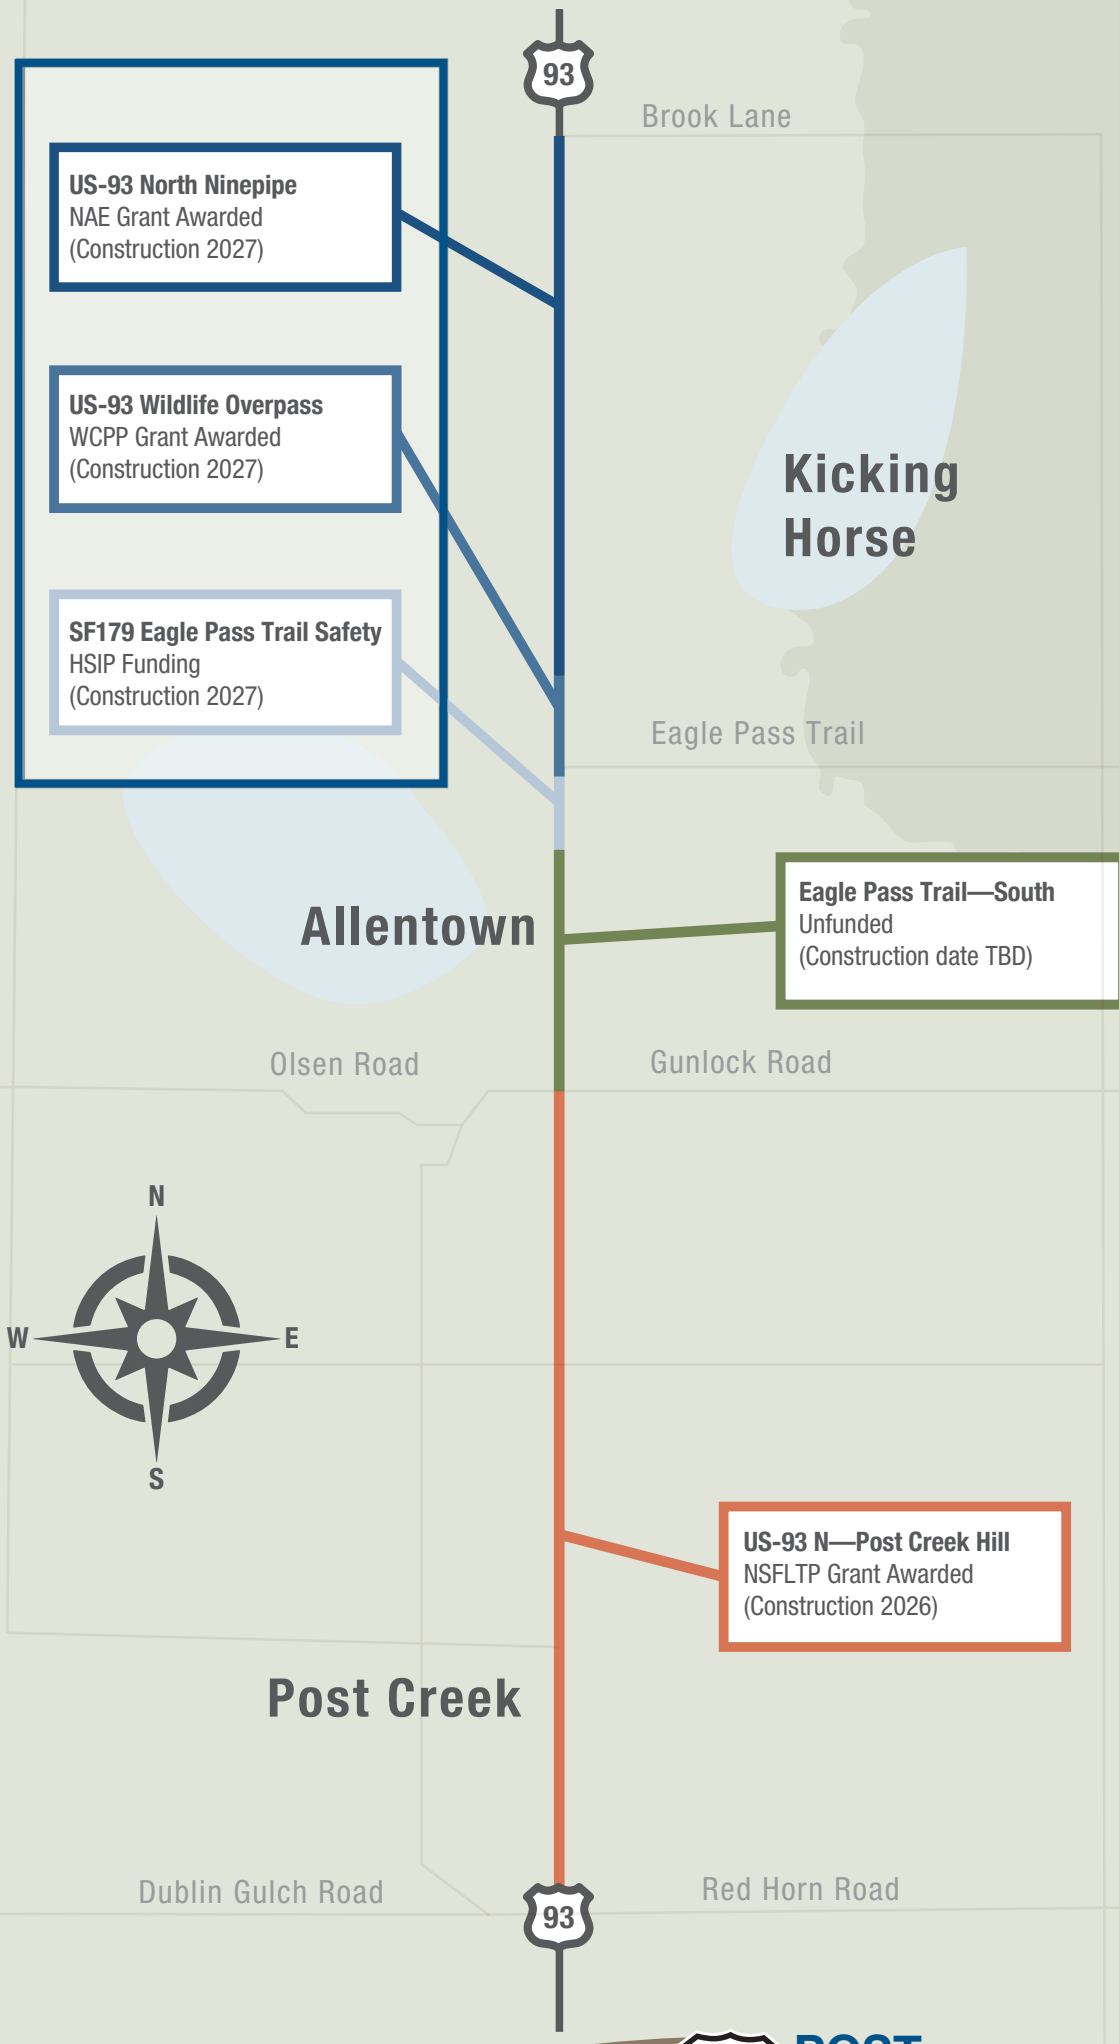 93
Brook Lane
US-93 North Ninepipe
NAE Grant Awarded
(Construction 2027)
US-93 Wildlife Overpass
WCPP Grant Awarded
(Construction 2027)
Kicking
Horse
SF179 Eagle Pass Trail Safety
HSIP Funding
(Construction 2027)
Eagle Pass Trail
Eagle Pass Trail—South
Unfunded
(Construction date TBD)
Allentown
Olsen Road
Gunlock Road
N
W
E
S
US-93 N—Post Creek Hill
NSFLTP Grant Awarded
(Construction 2026)
Post Creek
Dublin Gulch Road
Red Horn Road
93
POST